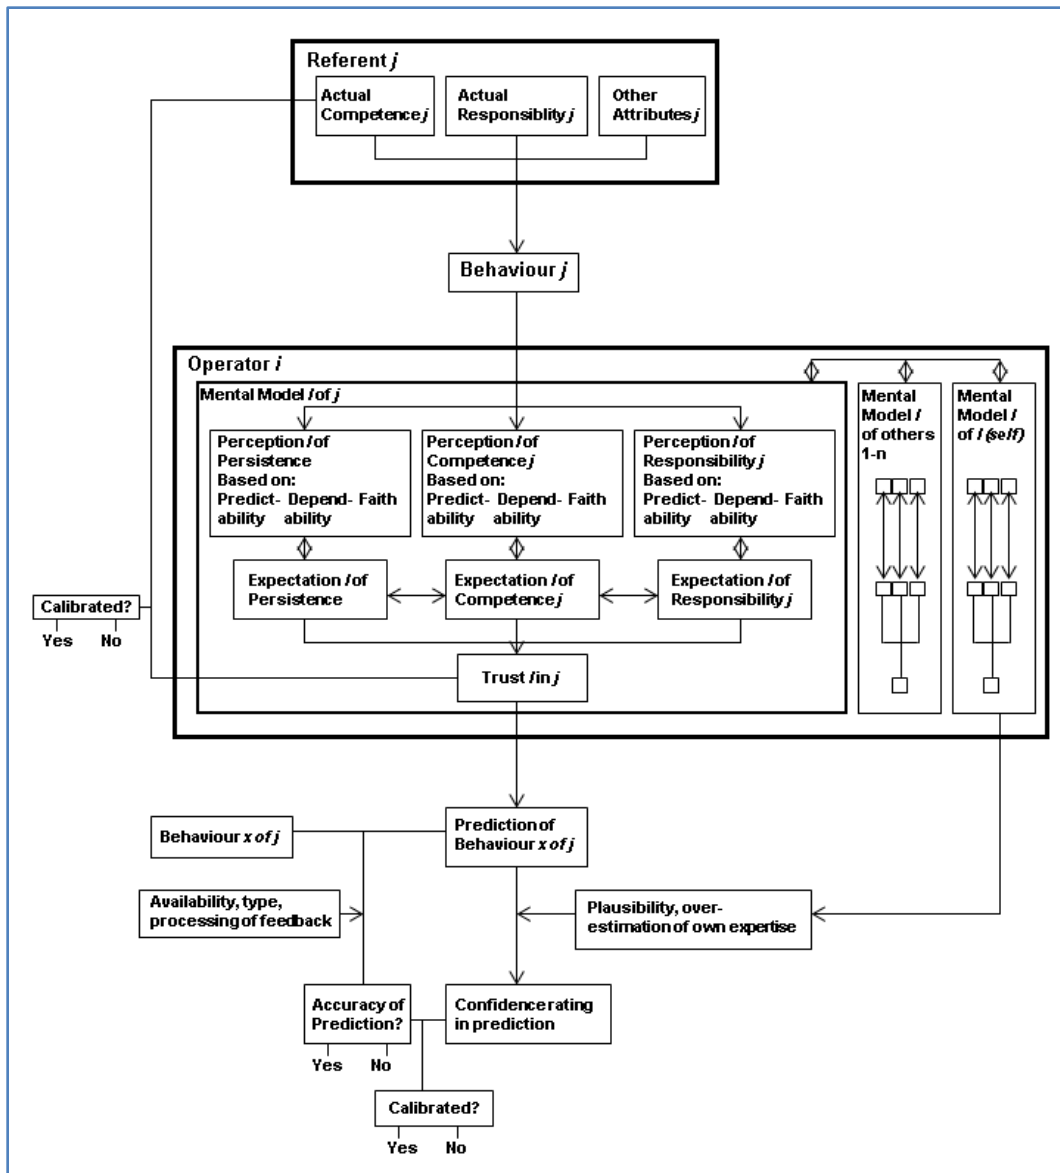 Referent j
Actual
Competence j
Actual
Responsiblity j
Other
Attributes j
Behaviour j
Operator i
Mental Model i of j
Perception i of
Persistence
Based on:
Predict- Depend- Faith
ability ability
Perception i of
Competence j
Based on:
Predict- Depend- Faith
ability ability
Perception i of
Responsibility j
Based on:
Predict- Depend- Faith
ability ability
Mental
Model i
of others
1-n
Mental
Model i
of i (self)
Expectation i of
Persistence
Expectation i of
Competence j
Expectation i of
Responsibility j
Calibrated?
Yes No
Trust i in j
Behaviour x of j
Prediction of
Behaviour x of j
Availability, type,
processing of feedback
Plausibility, over-
estimation of own expertise
Accuracy of
Prediction?
Yes No
Confidence rating
in prediction
Calibrated?
Yes No